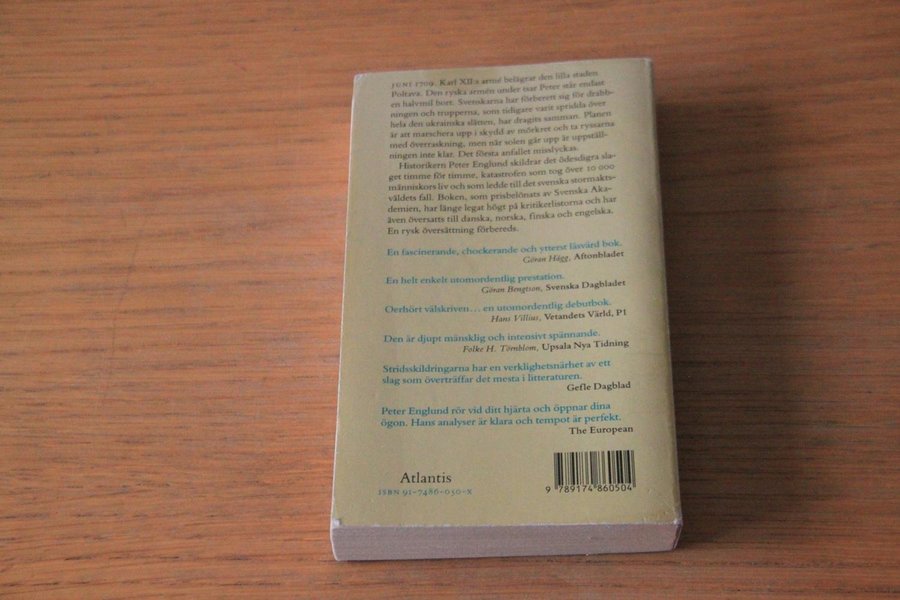 JUNI 1709. Karl XII:s armé belägrar den lilla staden
Poltava. Den ryska armén under tsar Peter står endast
en halvmil bort. Svenskarna har förberett sig för drabb-
ningen och trupperna, som tidigare varit spridda över
hela den ukrainska slätten, har dragits samman. Planen
är att marschera upp i skydd av mörkret och ta ryssarna
med överraskning, men när solen går upp är uppställ-
ningen inte klar. Det första anfallet misslyckas.
Historikern Peter Englund skildrar det ödesdigra sla-
get timme för timme, katastrofen som tog över 10 000
människors liv och som ledde till det svenska stormakts-
väldets fall. Boken, som prisbelönats av Svenska Aka-
demien, har länge legat högt på kritikerlistorna och har
även översatts till danska, norska, finska och engelska.
En rysk översättning förbereds.
En fascinerande, chockerande och ytterst läsvärd bok.
Göran Hägg, Aftonbladet
En helt enkelt utomordentlig prestation.
Göran Bengtson, Svenska Dagbladet
Oerhört välskriven... en utomordentlig debutbok.
Hans Villius, Vetandets Värld, P1
Den är djupt mänsklig och intensivt spännande.
Folke H. Törnblom, Upsala Nya Tidning
Stridsskildringarna har en verklighetsnärhet av ett
slag som överträffar det mesta i litteraturen.
Gefle Dagblad
Peter Englund rör vid ditt hjärta och öppnar dina
ögon. Hans analyser är klara och tempot är perfekt.
The European
Atlantis
ISBN 91-7486-050-X
9 789174 860504